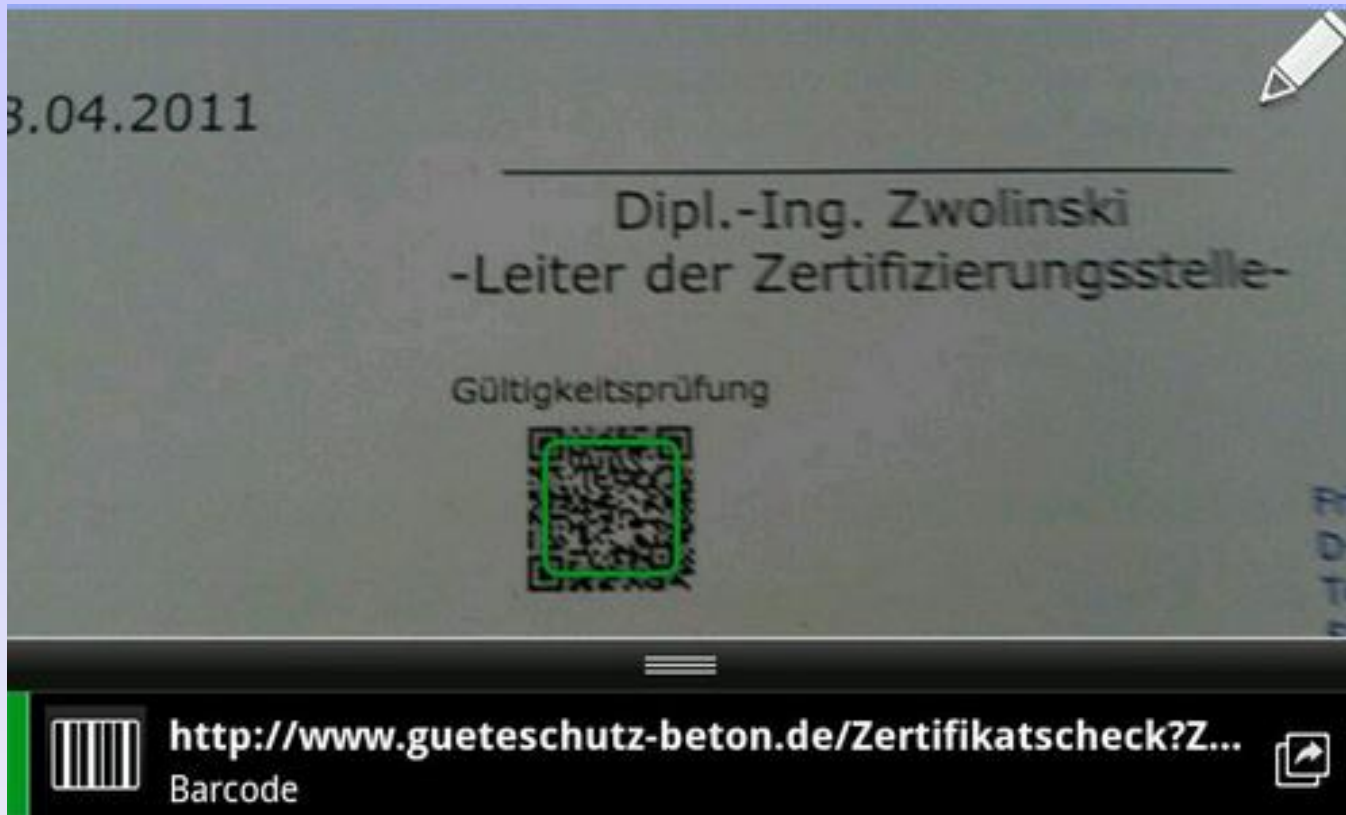 3.04.2011
Dipl.-Ing. Zwolinski
-Leiter der Zertifizierungsstelle-
Gültigkeitsprüfung
http://www.gueteschutz-beton.de/Zertifikatscheck?Z...
Barcode